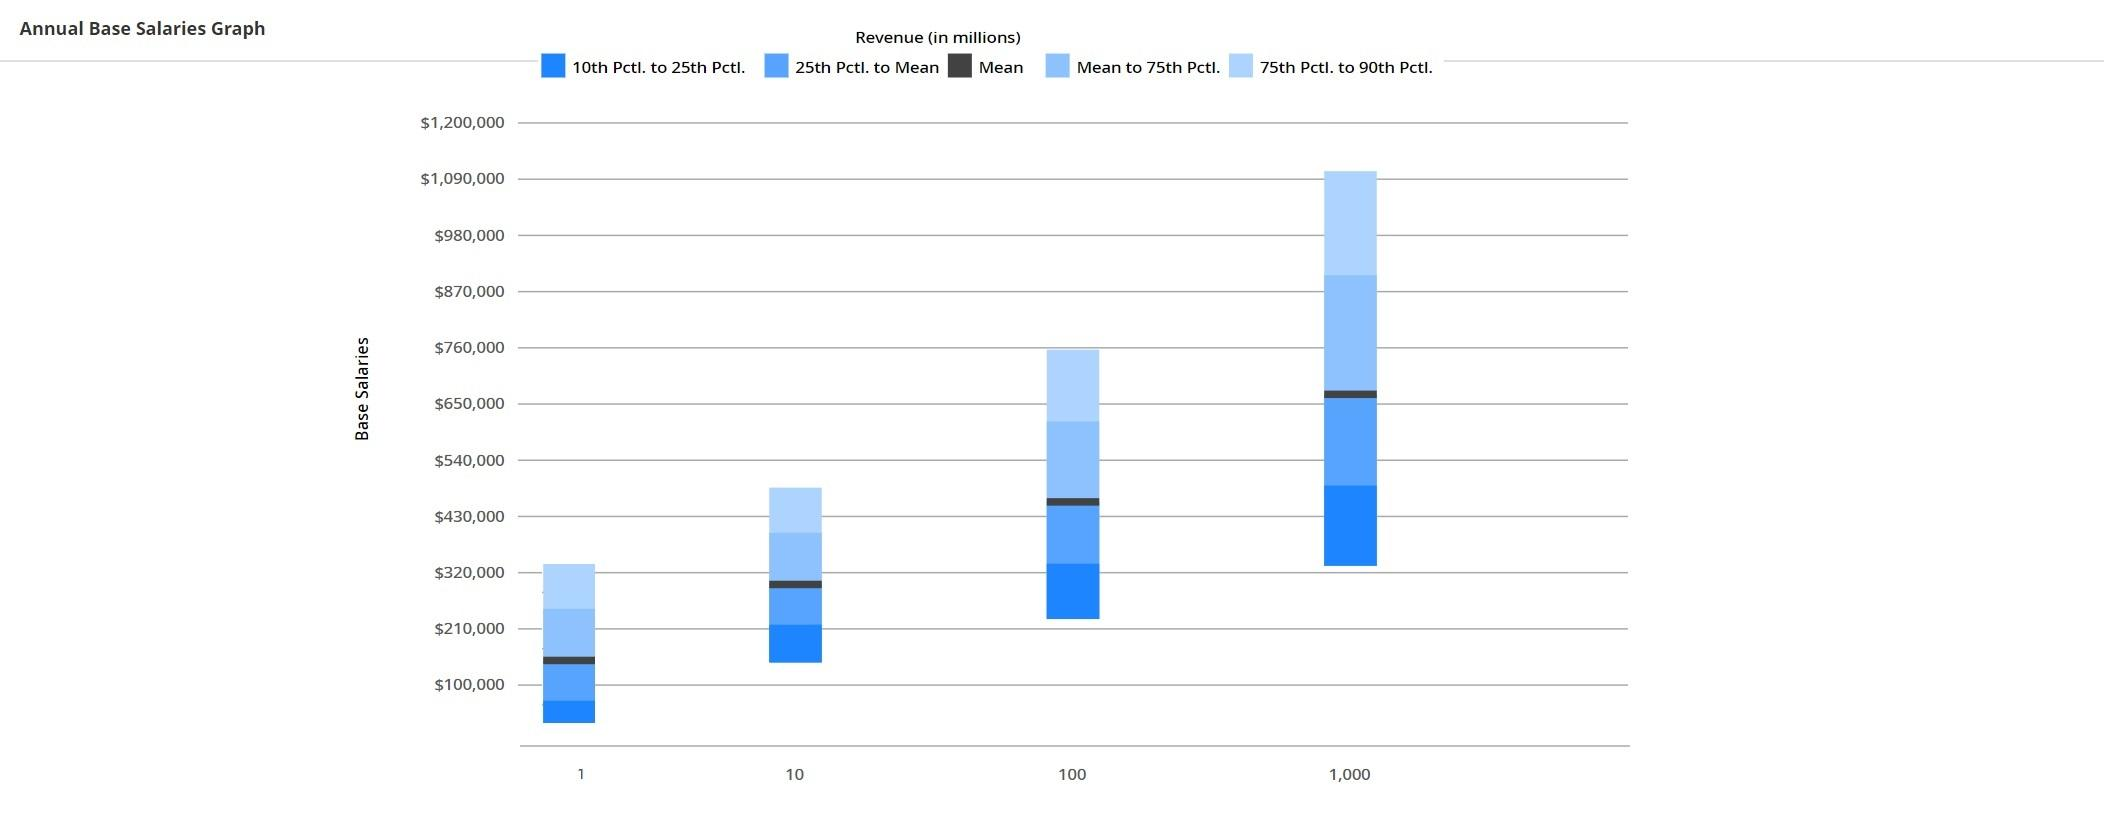 Annual Base Salaries Graph
Revenue (in millions)
10th Pctl. to 25th Pctl. 25th Pctl. to Mean Mean Mean to 75th Pctl. 75th Pctl. to 90th Pctl.
$1,200,000
$1,090,000
$980,000
$870,000
$760,000
$650,000
$540,000
$430,000
$320,000
$210,000
$100,000
Base Salaries
1 10 100 1,000